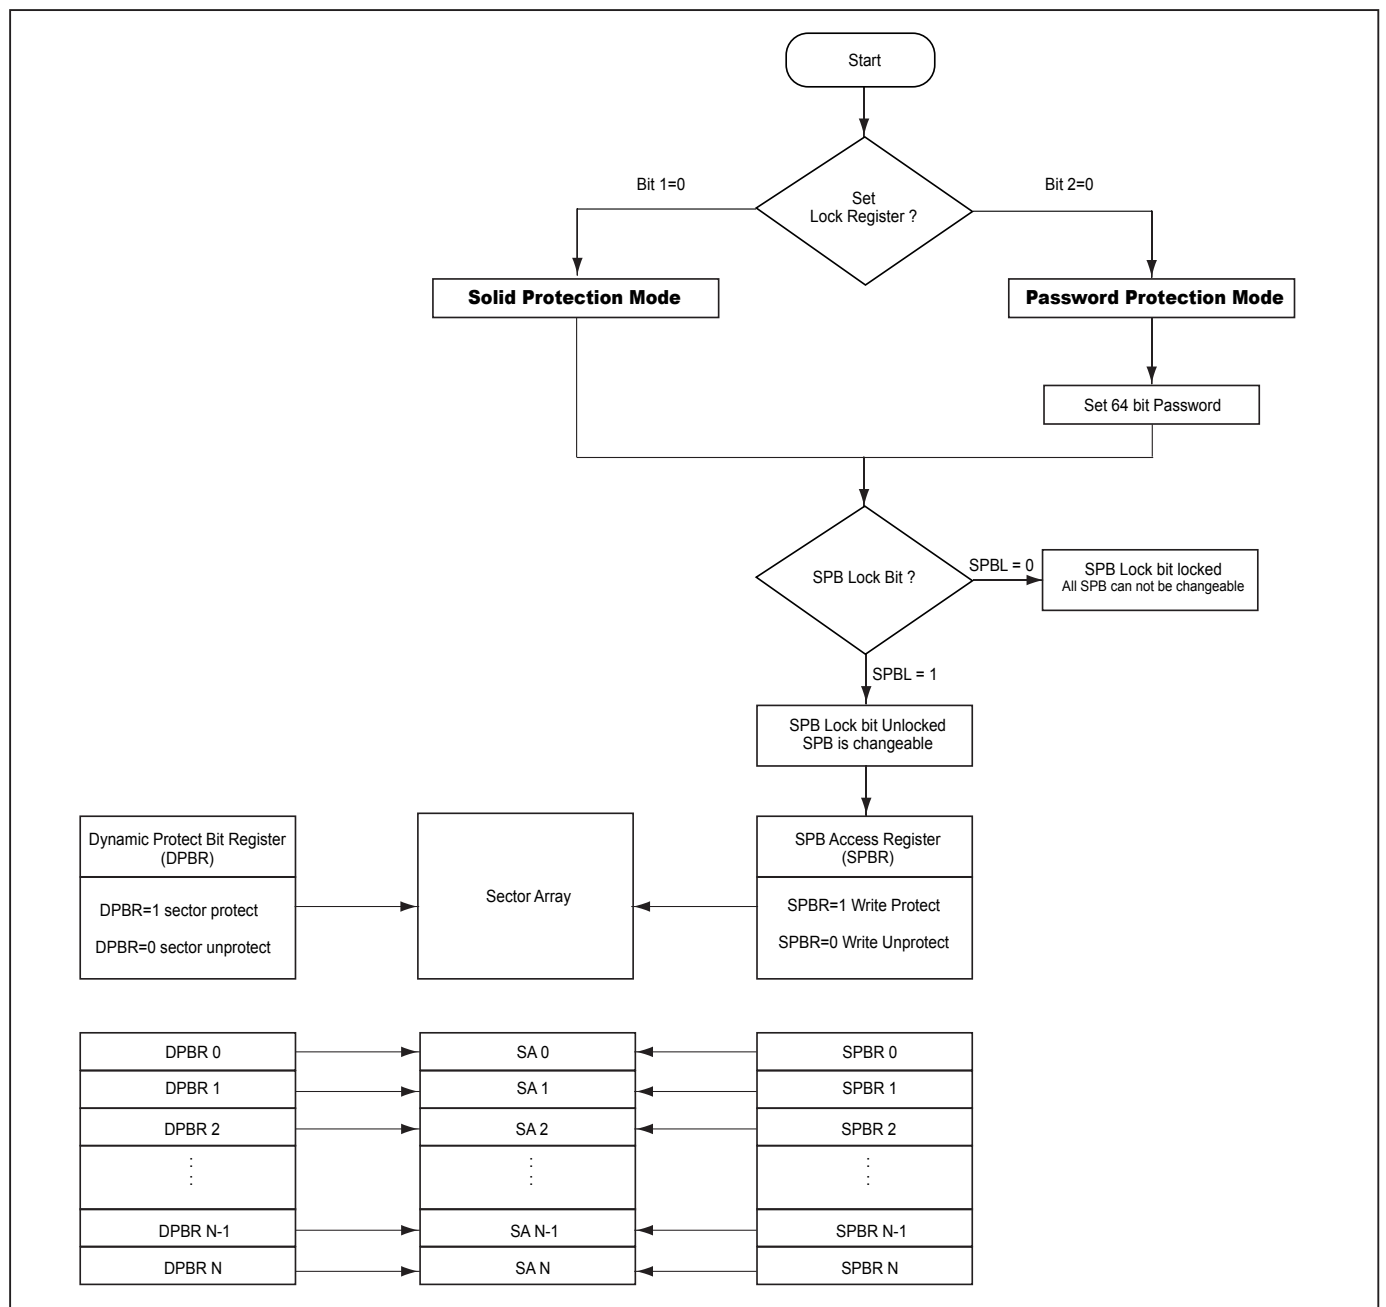 Start
Bit 1=0
Bit 2=0
Set
Lock Register ?
Solid Protection Mode
Password Protection Mode
Set 64 bit Password
SPB Lock Bit ?
SPBL = 0
SPB Lock bit locked
All SPB can not be changeable
SPBL = 1
SPB Lock bit Unlocked
SPB is changeable
Dynamic Protect Bit Register
(DPBR)
DPBR=1 sector protect
DPBR=0 sector unprotect
Sector Array
SPB Access Register
(SPBR)
SPBR=1 Write Protect
SPBR=0 Write Unprotect
DPBR 0
SA 0
SPBR 0
DPBR 1
SA 1
SPBR 1
DPBR 2
SA 2
SPBR 2
: : :
: : :
DPBR N-1
SA N-1
SPBR N-1
DPBR N
SA N
SPBR N